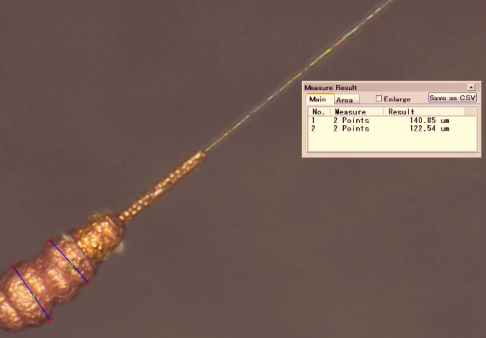 Measure Result
Main Area Enlarge Save as CSV
No. Measure Result
1 2 Points 140.85 um
2 2 Points 122.54 um